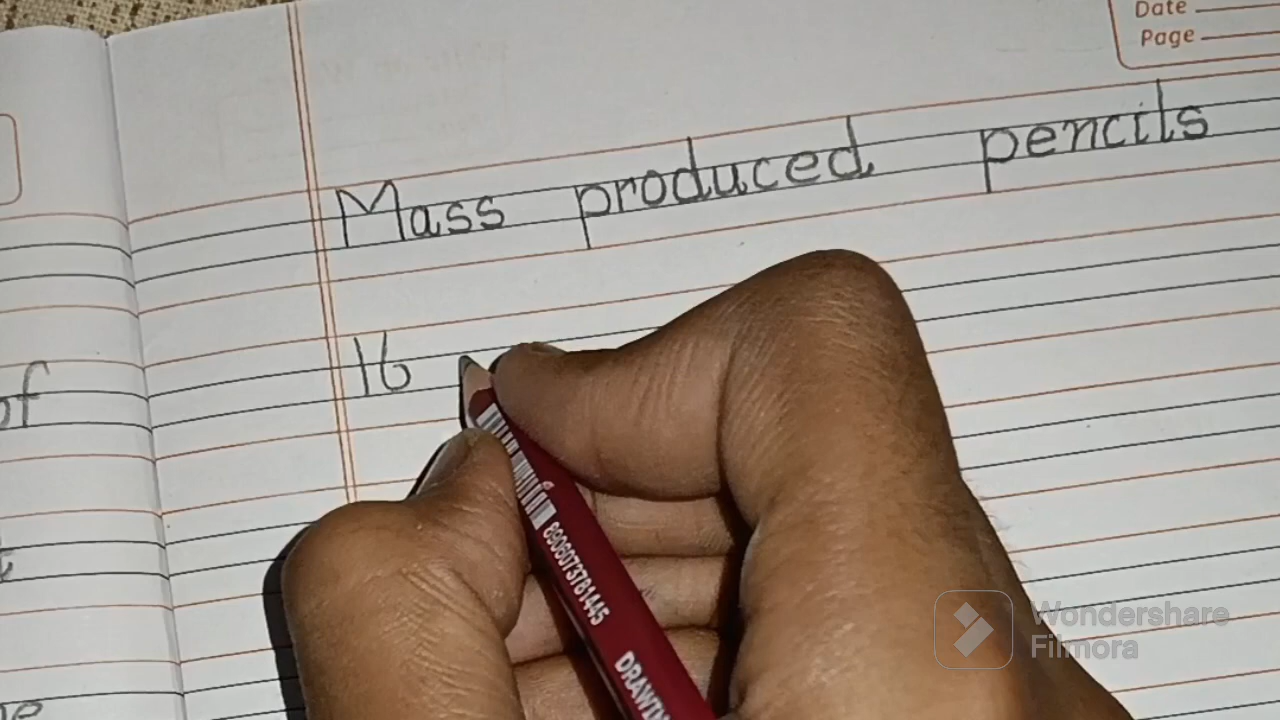 Date
Page
Mass produced pencils
16
of
8906073781445
DRAWIN
Wondershare
Filmora